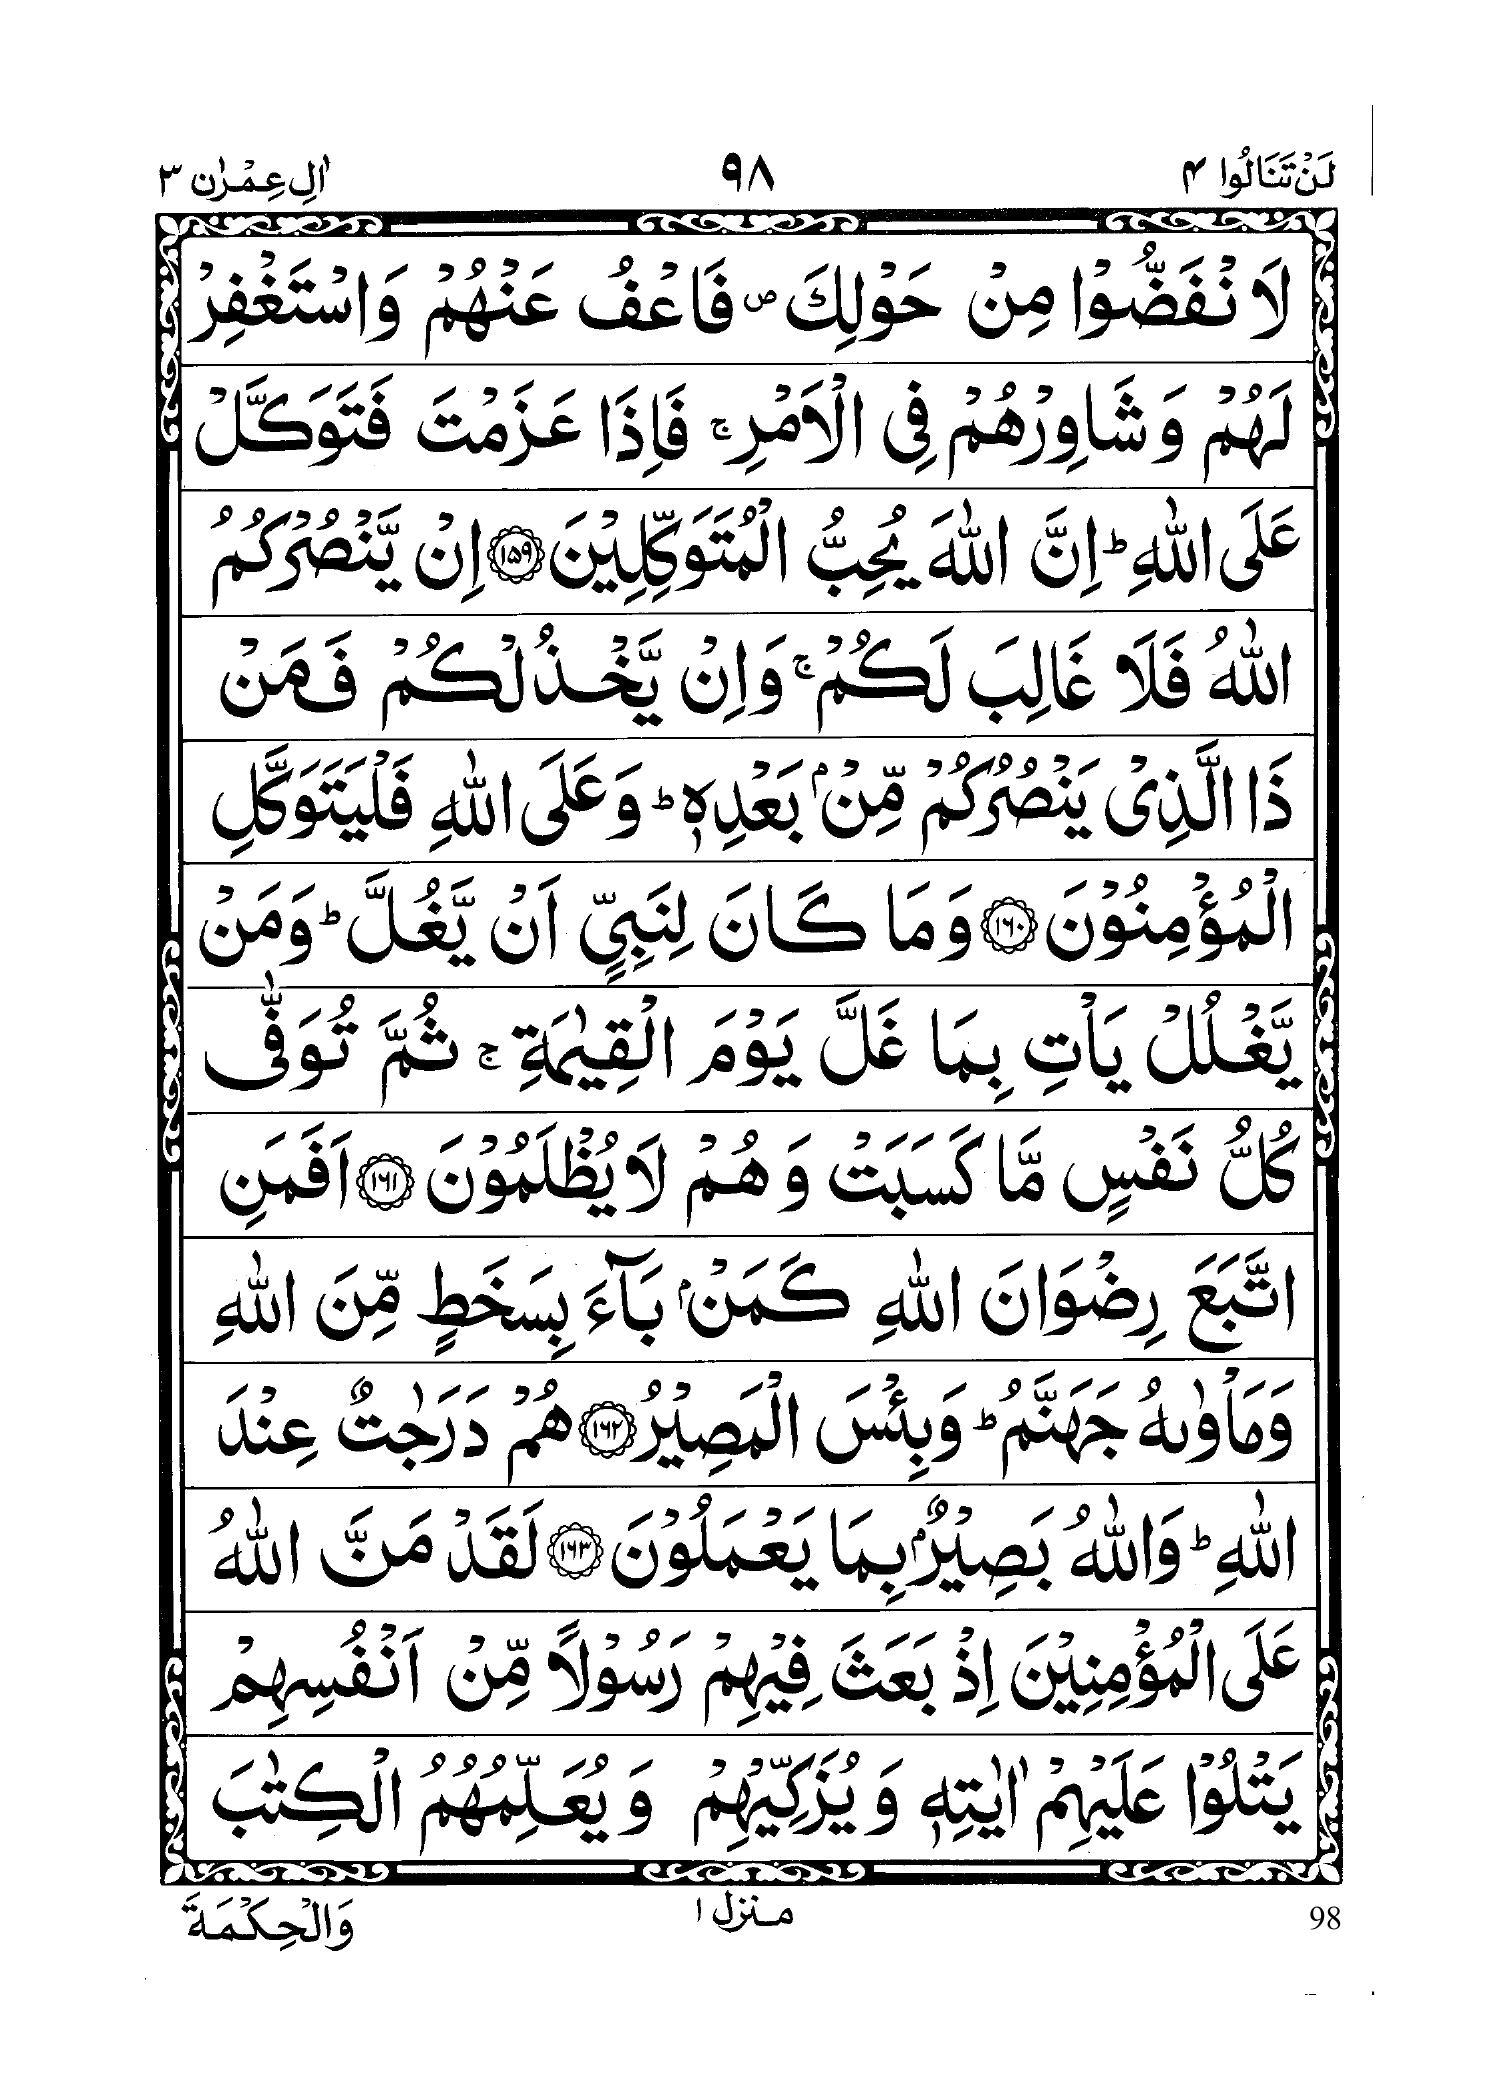 لَنْ تَنَالُوا ۴ ۹۸ اٰلِ عِمْرٰن ۳
لَا نْفَضُّوْا مِنْ حَوْلِكَ ۪ فَاعْفُ عَنْهُمْ وَاسْتَغْفِرْ
لَهُمْ وَشَاوِرْهُمْ فِی الْاَمْرِ ۚ فَاِذَا عَزَمْتَ فَتَوَكَّلْ
عَلَی اللّٰهِ ؕ اِنَّ اللّٰهَ یُحِبُّ الْمُتَوَكِّلِیْنَ ۝۱۵۹ اِنْ یَّنْصُرْكُمُ
اللّٰهُ فَلَا غَالِبَ لَكُمْ ۚ وَاِنْ یَّخْذُلْكُمْ فَمَنْ
ذَا الَّذِیْ یَنْصُرُكُمْ مِّنْۢ بَعْدِهٖ ؕ وَعَلَی اللّٰهِ فَلْیَتَوَكَّلِ
الْمُؤْمِنُوْنَ ۝۱۶۰ وَمَا كَانَ لِنَبِیٍّ اَنْ یَّغُلَّ ؕ وَمَنْ
یَّغْلُلْ یَاْتِ بِمَا غَلَّ یَوْمَ الْقِیٰمَةِ ۚ ثُمَّ تُوَفّٰی
كُلُّ نَفْسٍ مَّا كَسَبَتْ وَهُمْ لَا یُظْلَمُوْنَ ۝۱۶۱ اَفَمَنِ
اتَّبَعَ رِضْوَانَ اللّٰهِ كَمَنْۢ بَآءَ بِسَخَطٍ مِّنَ اللّٰهِ
وَمَاْوٰىهُ جَهَنَّمُ ؕ وَبِئْسَ الْمَصِیْرُ ۝۱۶۲ هُمْ دَرَجٰتٌ عِنْدَ
اللّٰهِ ؕ وَاللّٰهُ بَصِیْرٌۢ بِمَا یَعْمَلُوْنَ ۝۱۶۳ لَقَدْ مَنَّ اللّٰهُ
عَلَی الْمُؤْمِنِیْنَ اِذْ بَعَثَ فِیْهِمْ رَسُوْلًا مِّنْ اَنْفُسِهِمْ
یَتْلُوْا عَلَیْهِمْ اٰیٰتِهٖ وَیُزَكِّیْهِمْ وَیُعَلِّمُهُمُ الْكِتٰبَ
98 منزل ۱ وَالْحِكْمَةَ